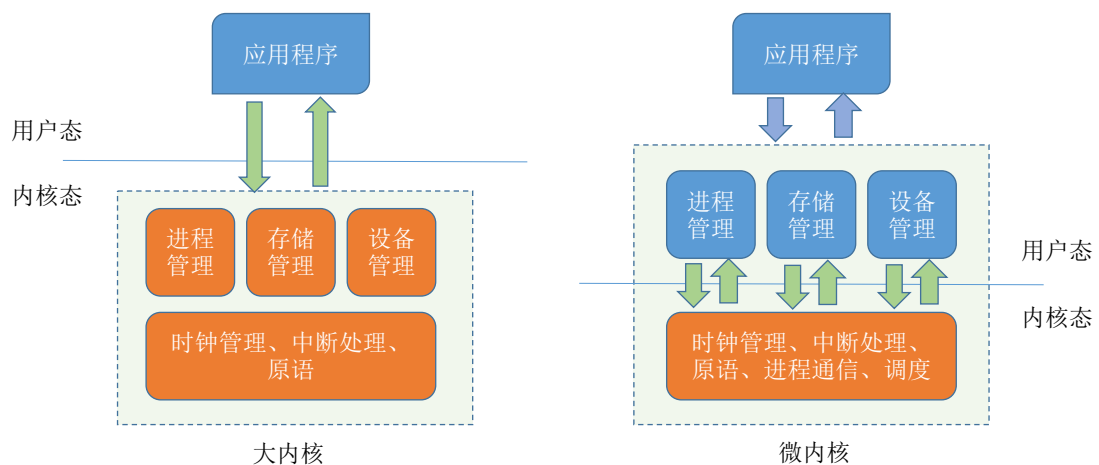 应用程序
用户态
内核态
进程
管理
存储
管理
设备
管理
时钟管理、中断处理、
原语
大内核
应用程序
进程
管理
存储
管理
设备
管理
用户态
内核态
时钟管理、中断处理、
原语、进程通信、调度
微内核